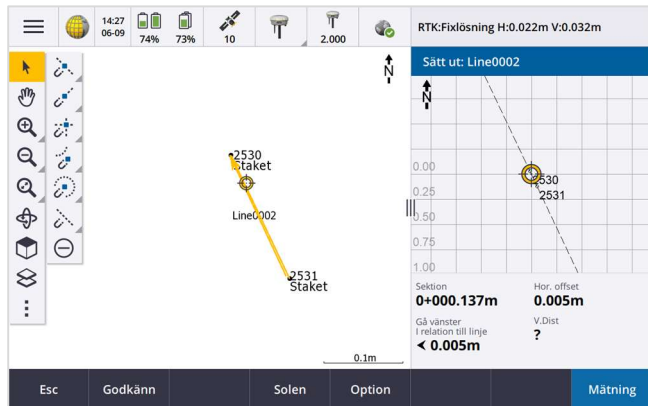 14:27
06-09
74%
73%
10
2.000
RTK:Fixlösning H:0.022m V:0.032m
Sätt ut: Line0002
N
2530
Staket
Line0002
2531
Staket
0.1m
N
0.00
0.25
0.50
0.75
1.00
2530
2531
Sektion
0+000.137m
Hor. offset
0.005m
Gå vänster
I relation till linje
0.005m
V.Dist
?
Esc
Godkänn
Solen
Option
Mätning